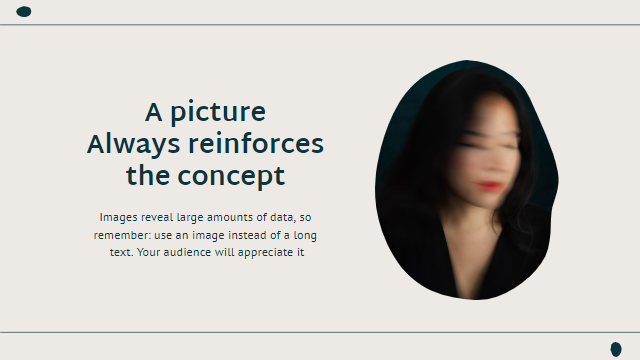 A picture
Always reinforces
the concept
Images reveal large amounts of data, so
remember: use an image instead of a long
text. Your audience will appreciate it